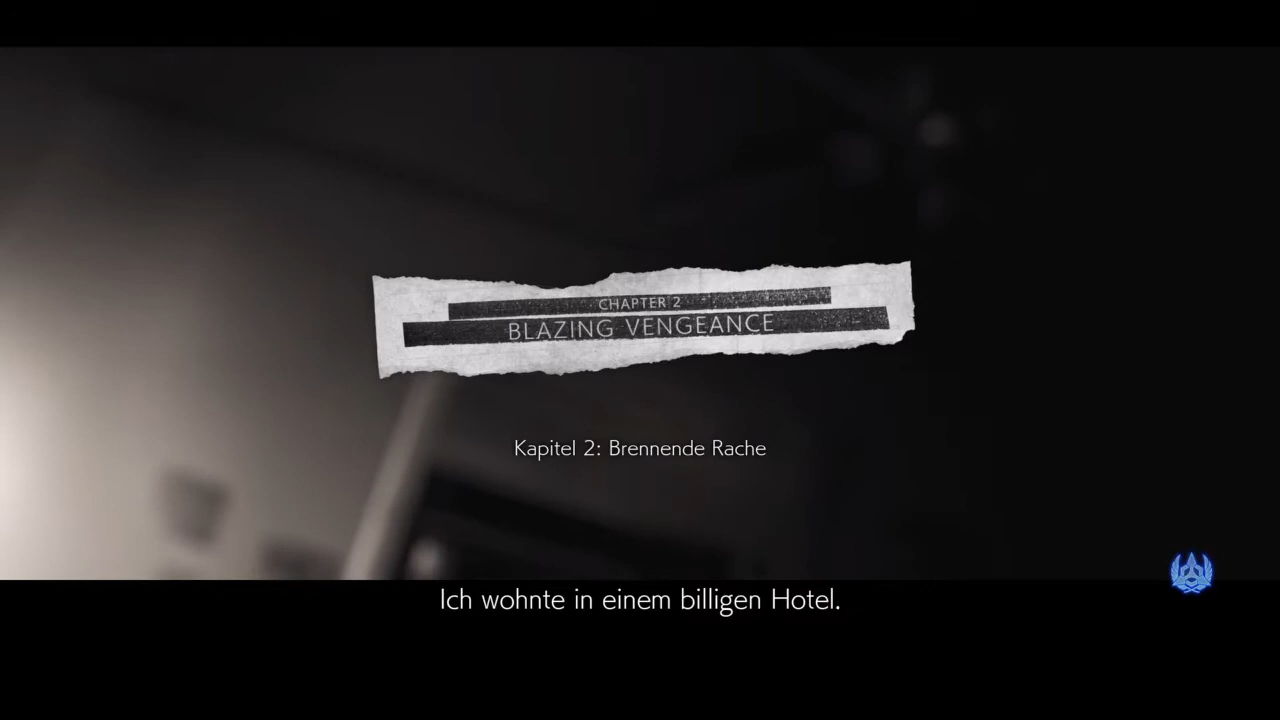 CHAPTER 2
BLAZING VENGEANCE
Kapitel 2: Brennende Rache
Ich wohnte in einem billigen Hotel.